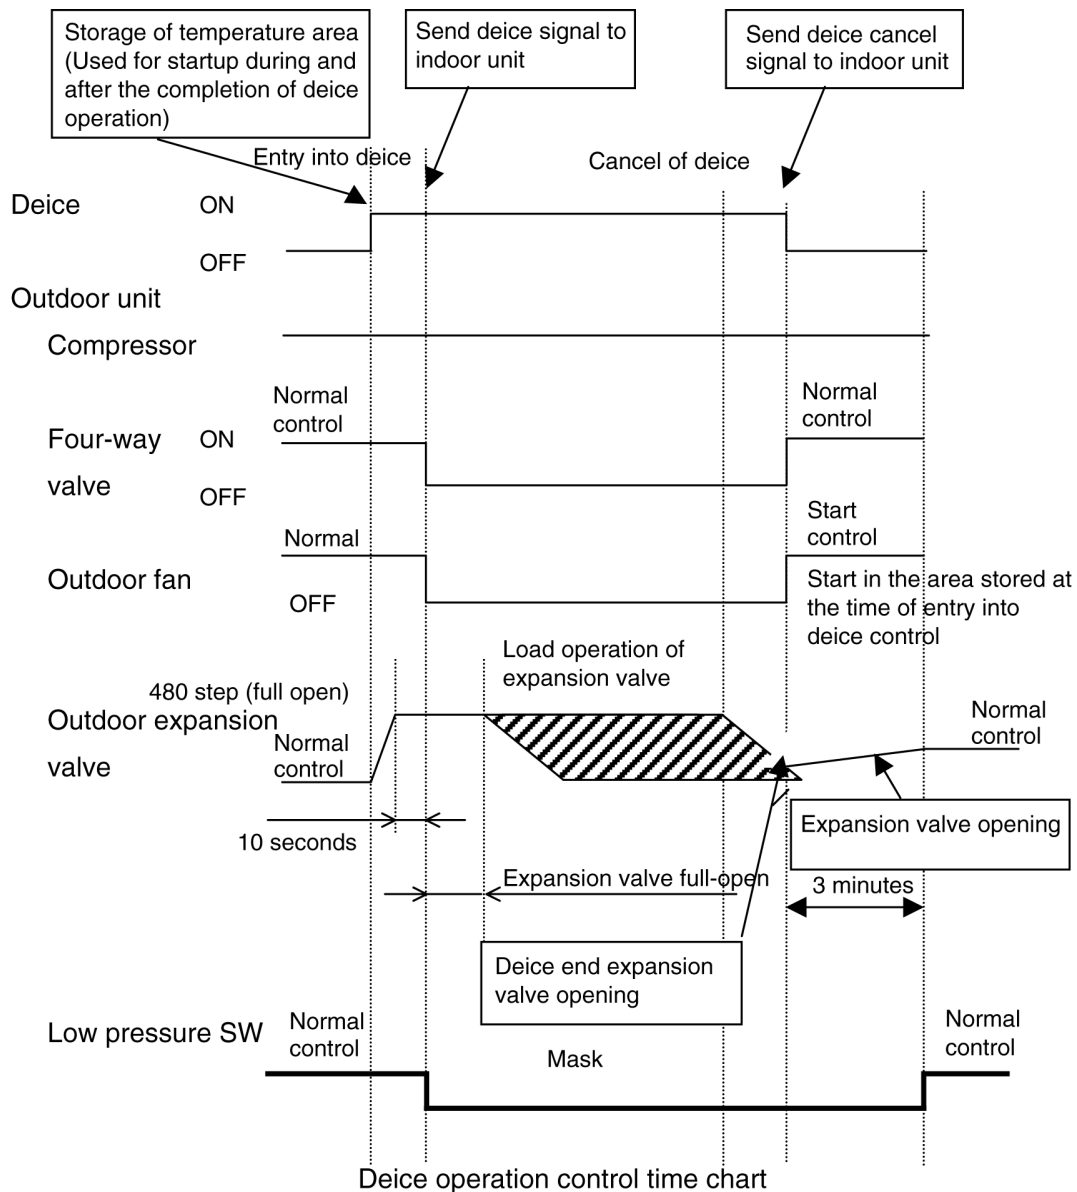 Storage of temperature area
(Used for startup during and
after the completion of deice
operation)
Send deice signal to
indoor unit
Send deice cancel
signal to indoor unit
Entry into deice
Cancel of deice
Deice
ON
OFF
Outdoor unit
Compressor
Normal
control
Normal
control
Four-way
valve
ON
OFF
Start
control
Normal
Outdoor fan
OFF
Start in the area stored at
the time of entry into
deice control
Load operation of
expansion valve
480 step (full open)
Outdoor expansion
valve
Normal
control
Normal
control
Expansion valve opening
10 seconds
Expansion valve full-open
3 minutes
Deice end expansion
valve opening
Low pressure SW
Normal
control
Mask
Normal
control
Deice operation control time chart